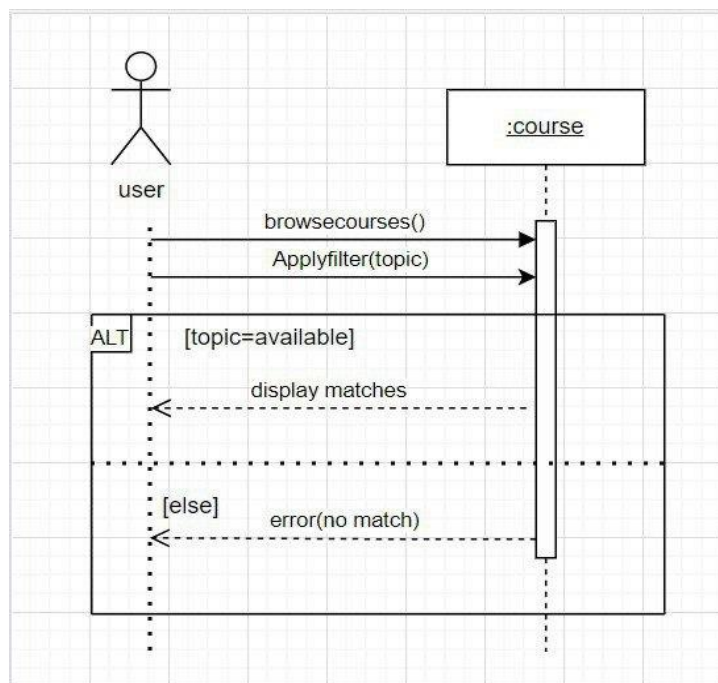 :course
user
browsecourses()
Applyfilter(topic)
ALT
[topic=available]
display matches
[else]
error(no match)